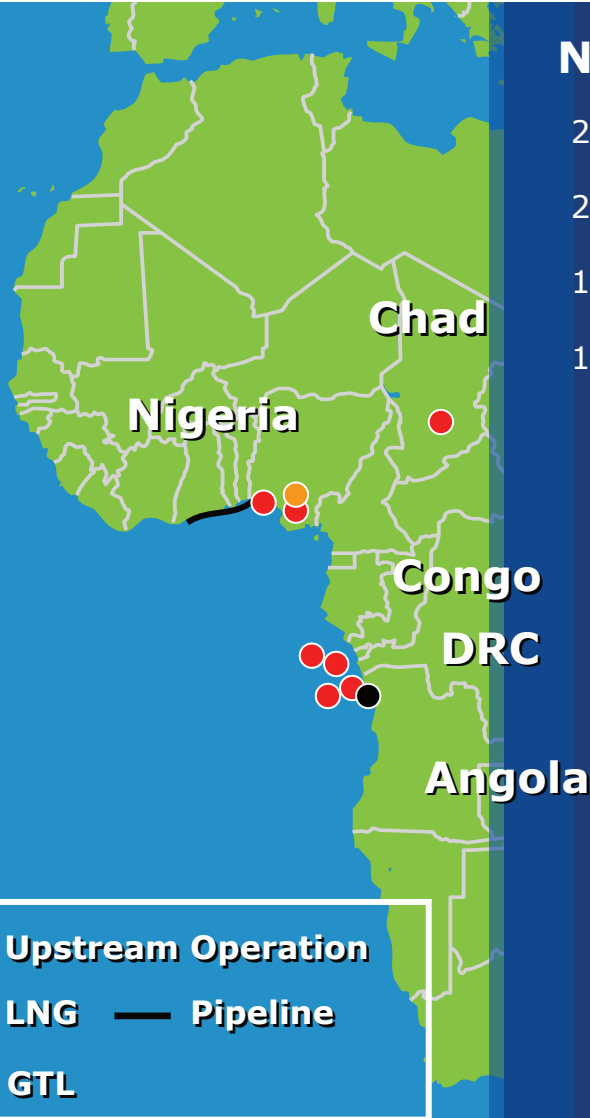 N
2
2
1
1
Chad
Nigeria
Congo
DRC
Angola
Upstream Operation
LNG Pipeline
GTL